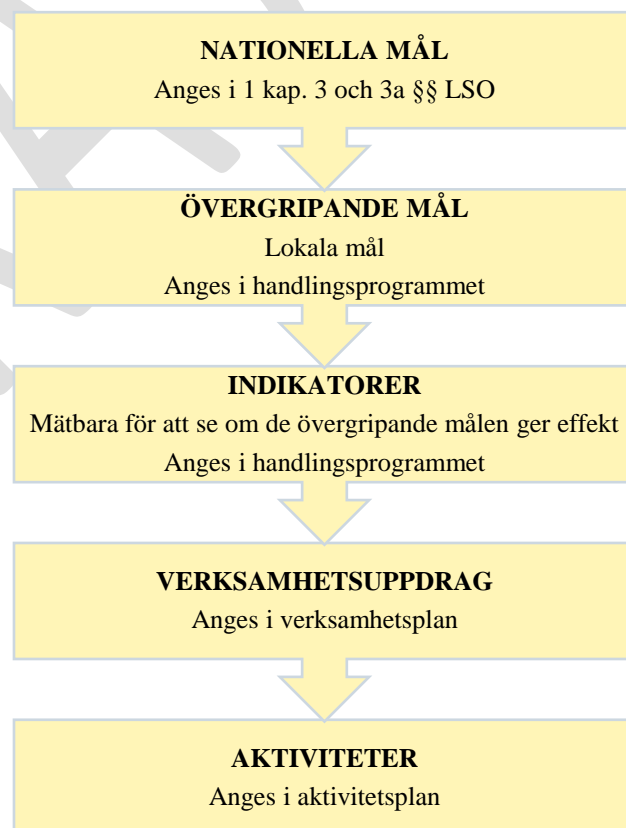 NATIONELLA MÅL
Anges i 1 kap. 3 och 3a §§ LSO
ÖVERGRIPANDE MÅL
Lokala mål
Anges i handlingsprogrammet
INDIKATORER
Mätbara för att se om de övergripande målen ger effekt
Anges i handlingsprogrammet
VERKSAMHETSUPPDRAG
Anges i verksamhetsplan
AKTIVITETER
Anges i aktivitetsplan